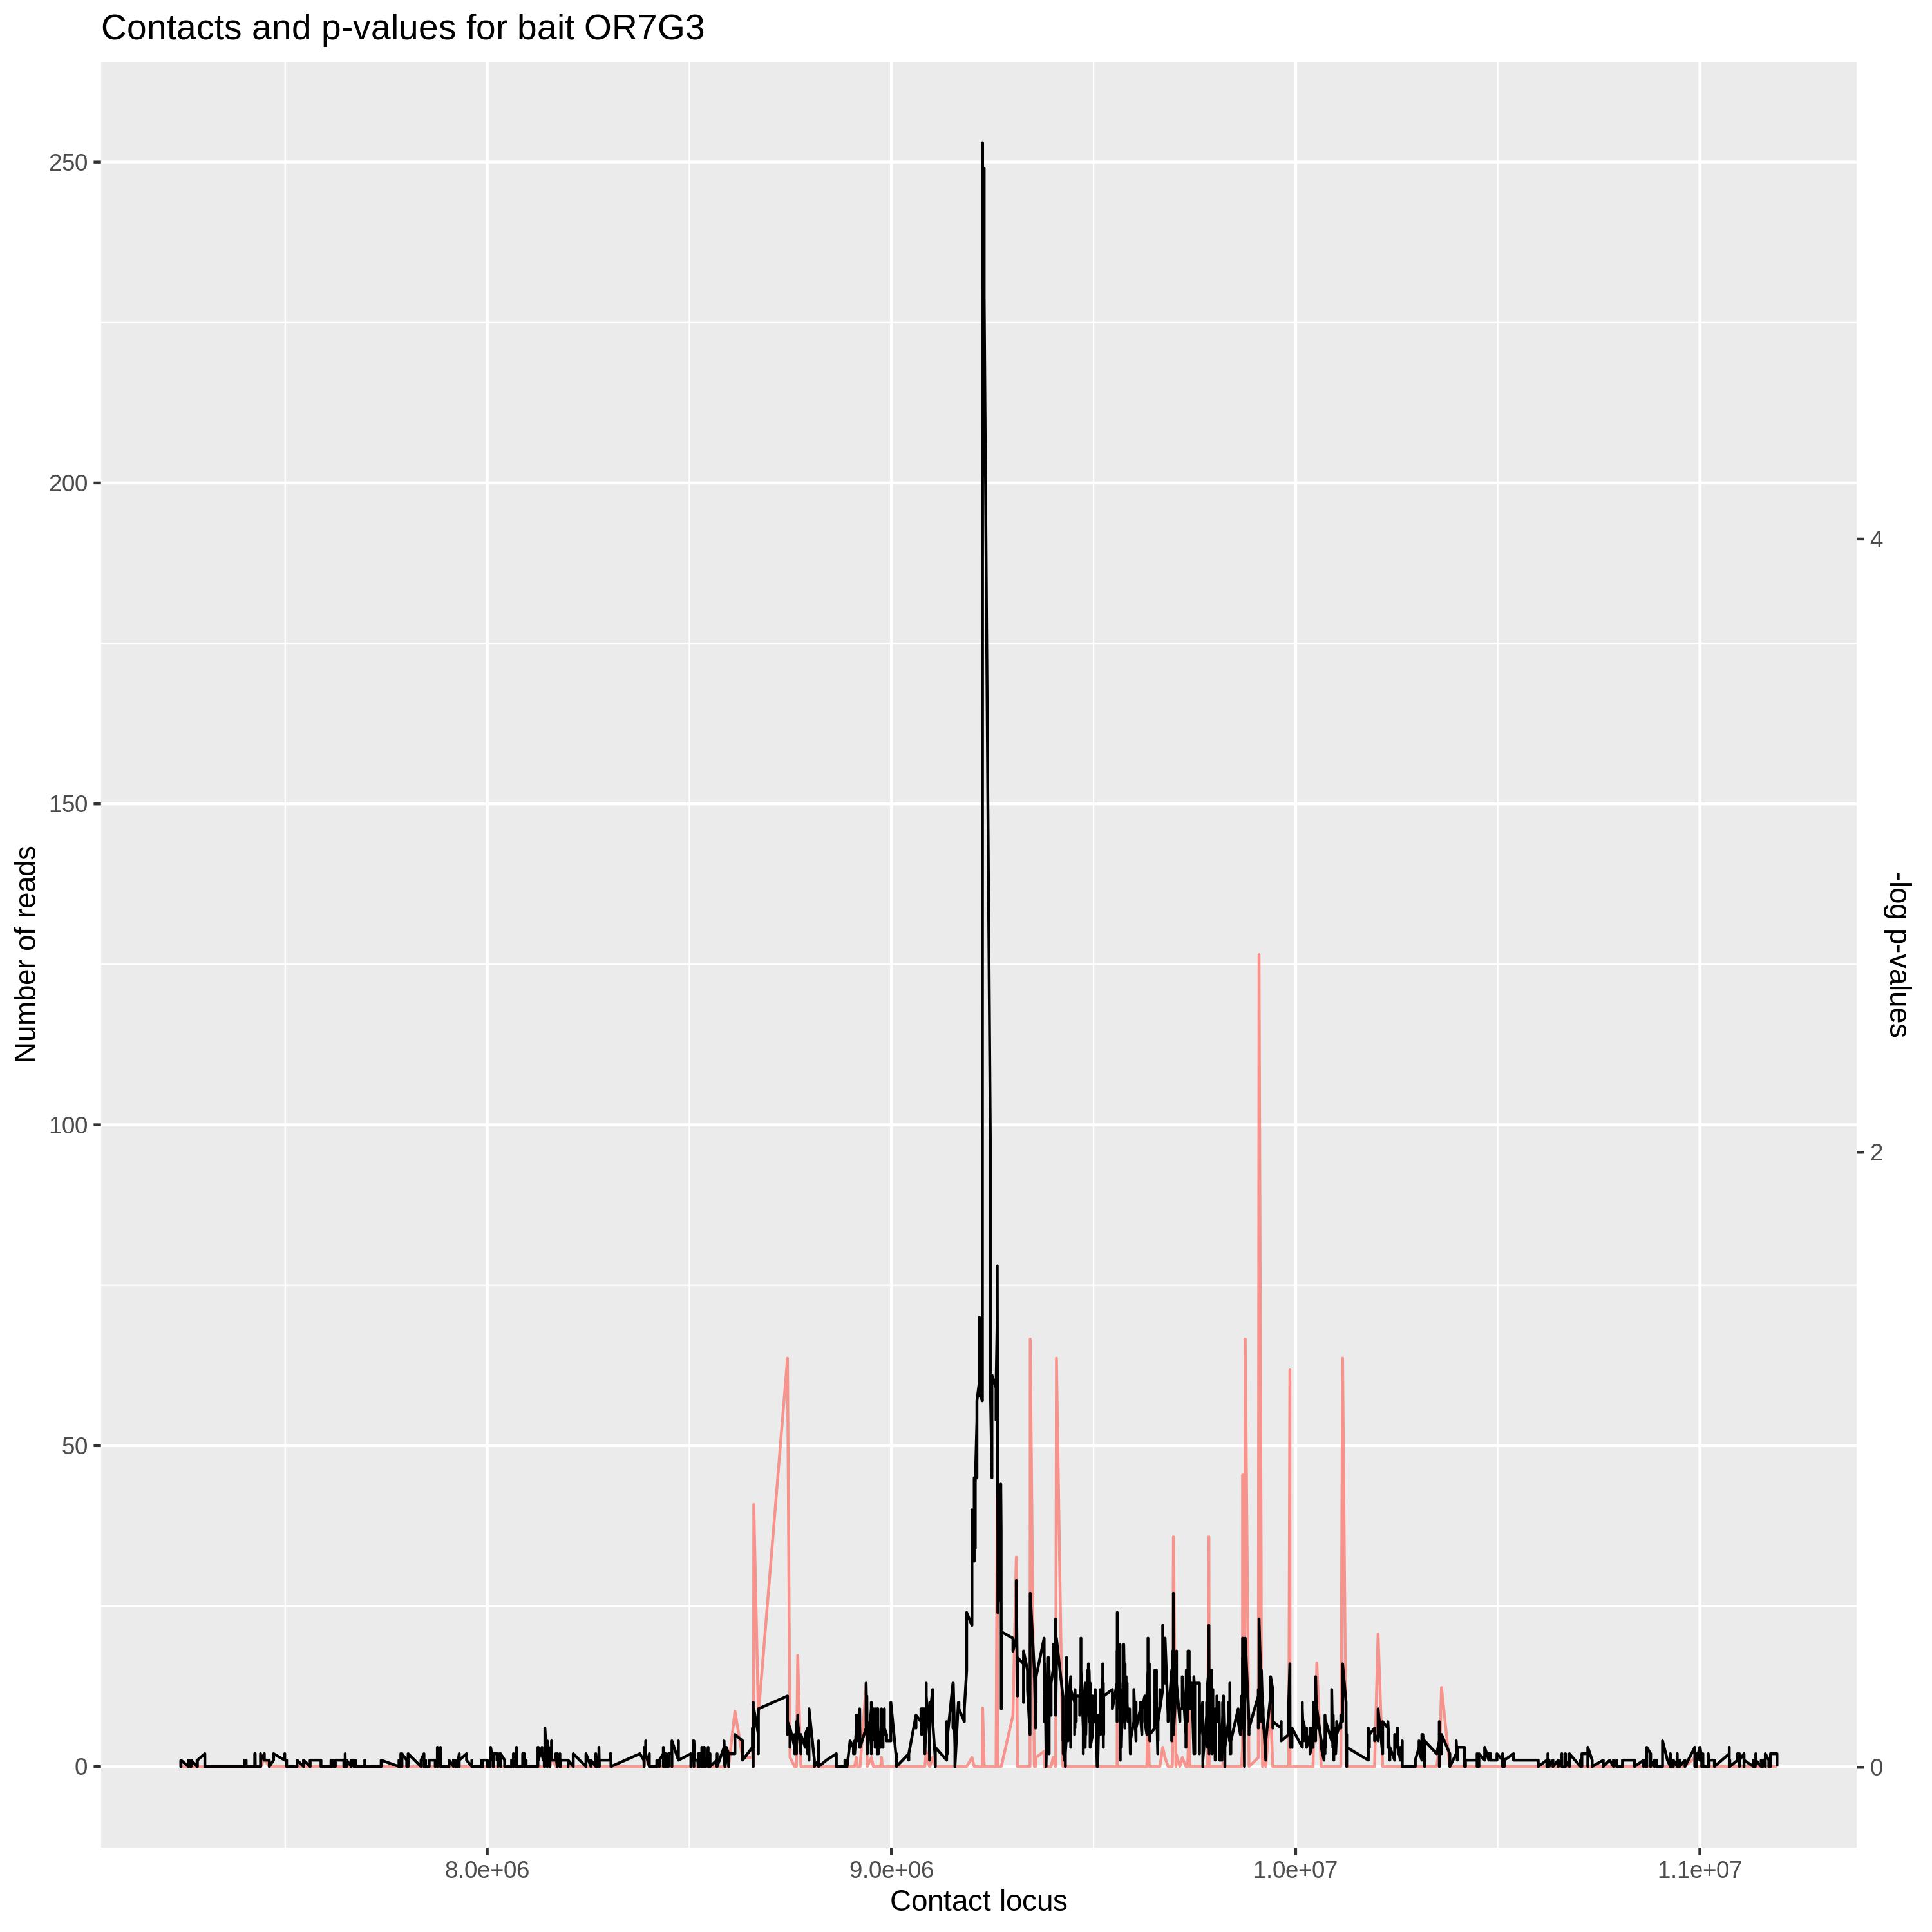 Contacts and p-values for bait OR7G3
250
200
150
100
50
0
Number of reads
4
2
0
-log p-values
8.0e+06
9.0e+06
1.0e+07
1.1e+07
Contact locus